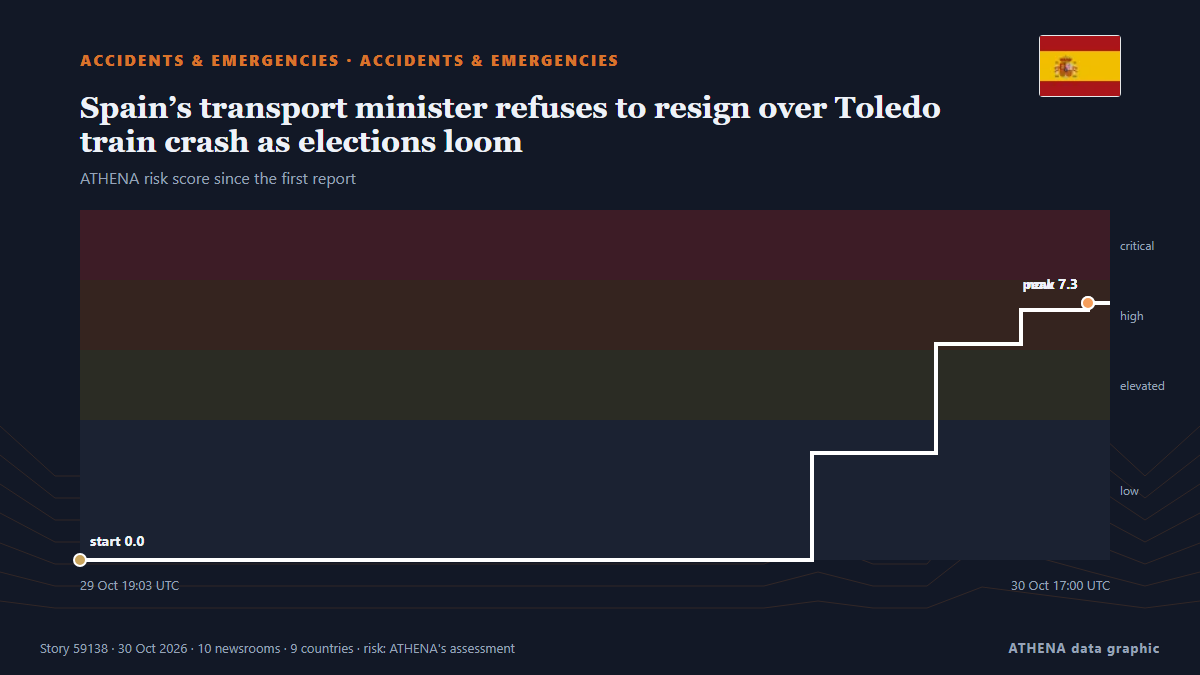 ACCIDENTS & EMERGENCIES · ACCIDENTS & EMERGENCIES
Spain’s transport minister refuses to resign over Toledo
train crash as elections loom
ATHENA risk score since the first report
critical
peak 7.3
high
elevated
low
start 0.0
29 Oct 19:03 UTC
30 Oct 17:00 UTC
Story 59138 · 30 Oct 2026 · 10 newsrooms · 9 countries · risk: ATHENA's assessment
ATHENA data graphic